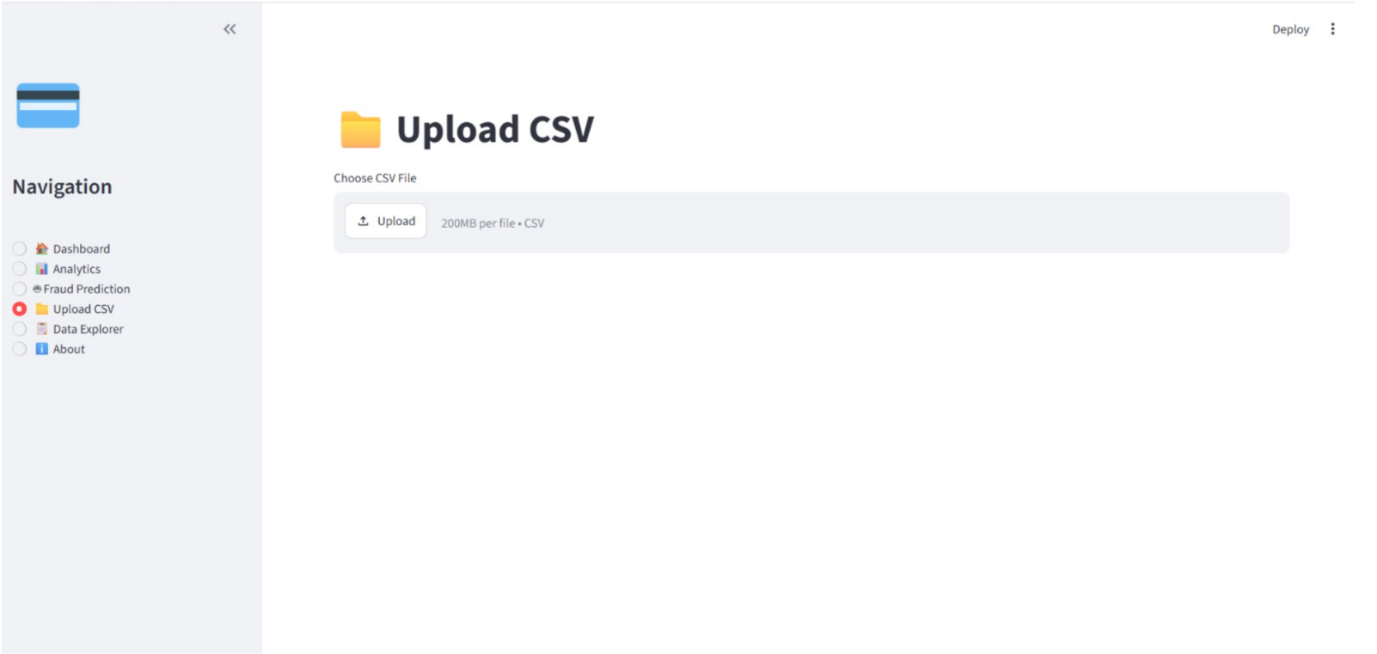 Deploy
Navigation
Dashboard
Analytics
Fraud Prediction
Upload CSV
Data Explorer
About
Upload CSV
Choose CSV File
Upload
200MB per file • CSV